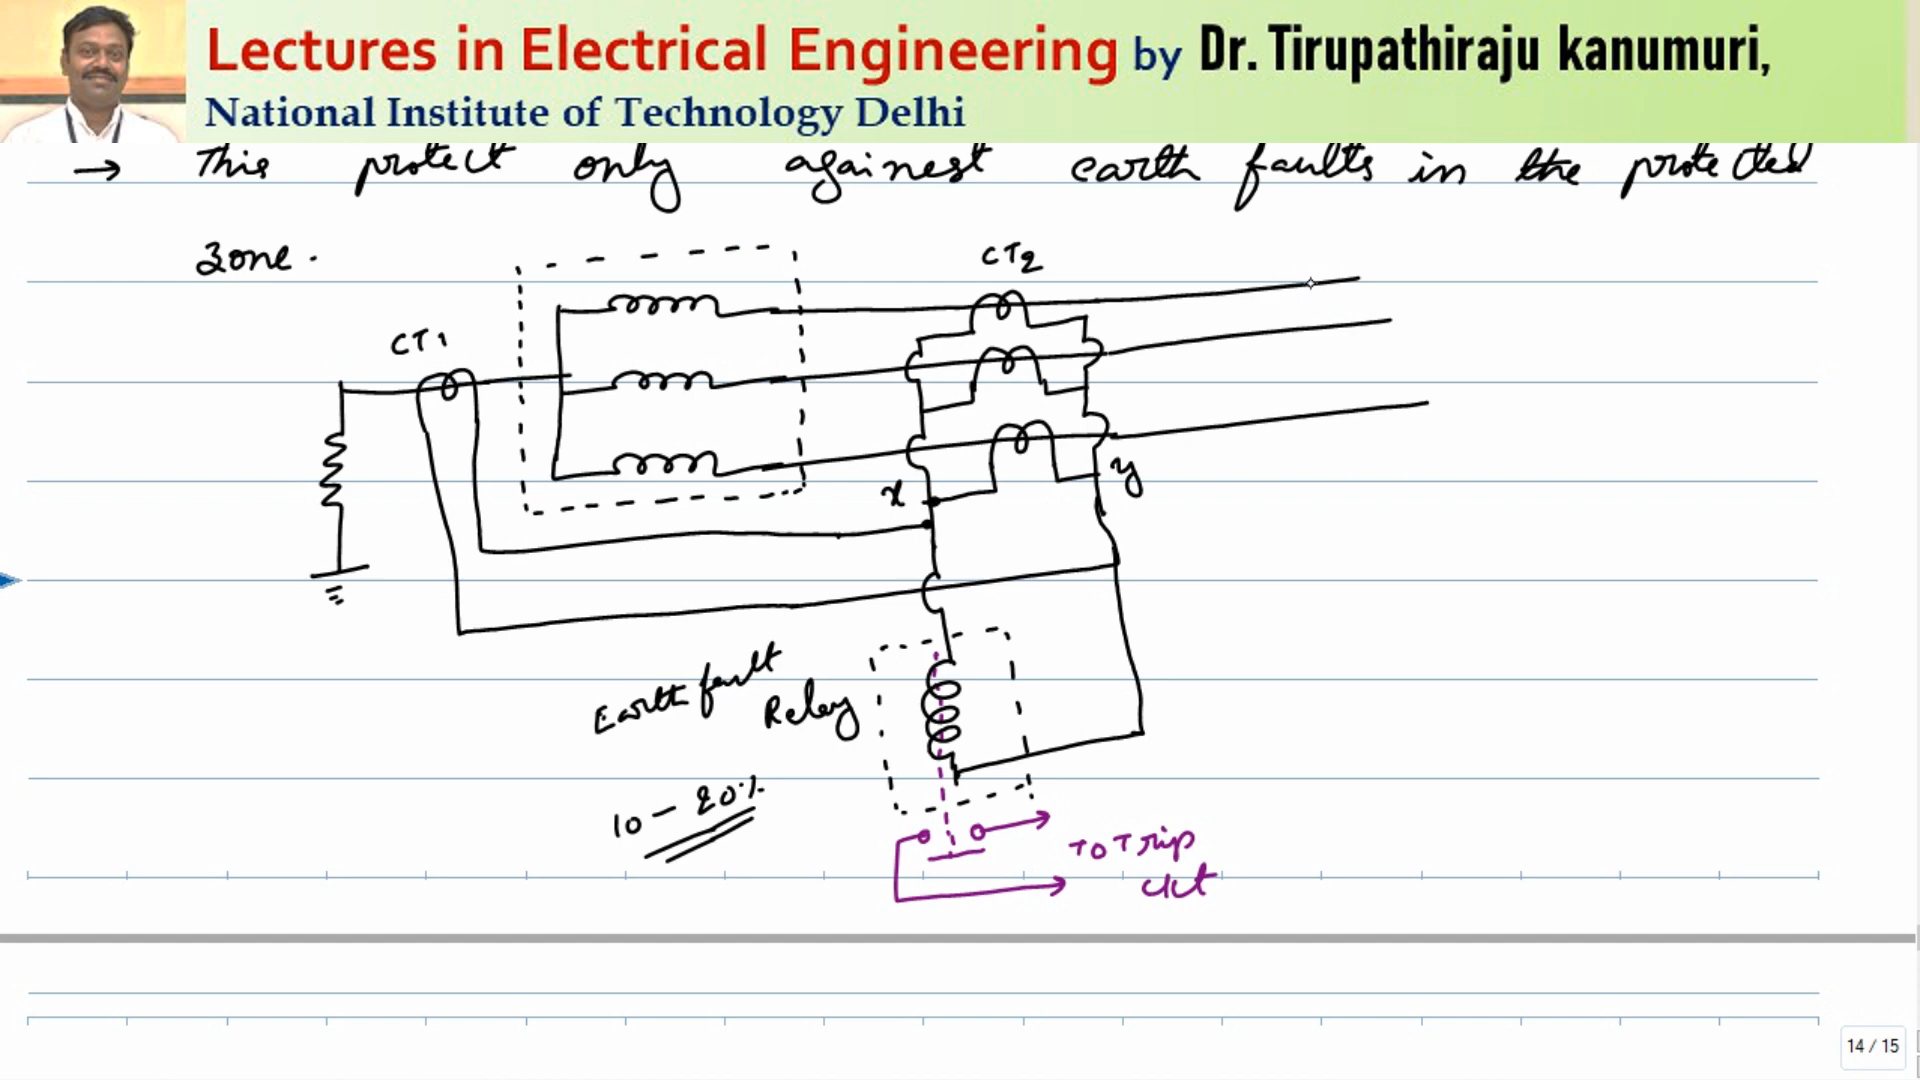 Lectures in Electrical Engineering by Dr. Tirupathiraju kanumuri,
National Institute of Technology Delhi
→ This protect only againest earth faults in the protected
Zone.
CT2
CT1
x
y
Earth fault
Relay
10 - 20%
To Trip
ckt
14 / 15